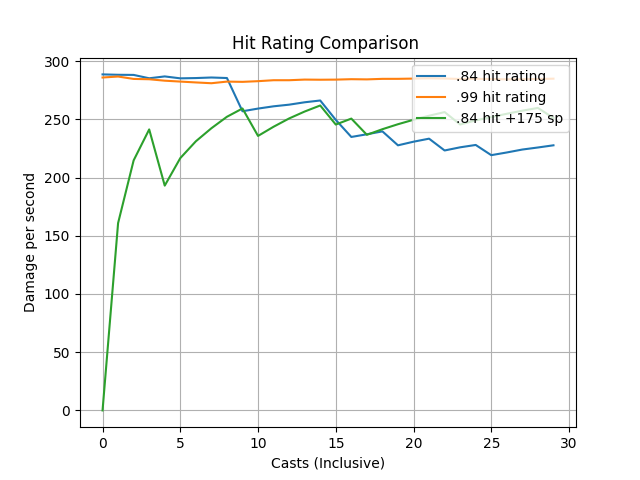 Hit Rating Comparison
300
250
200
150
100
50
0
Damage per second
.84 hit rating
.99 hit rating
.84 hit +175 sp
0 5 10 15 20 25 30
Casts (Inclusive)